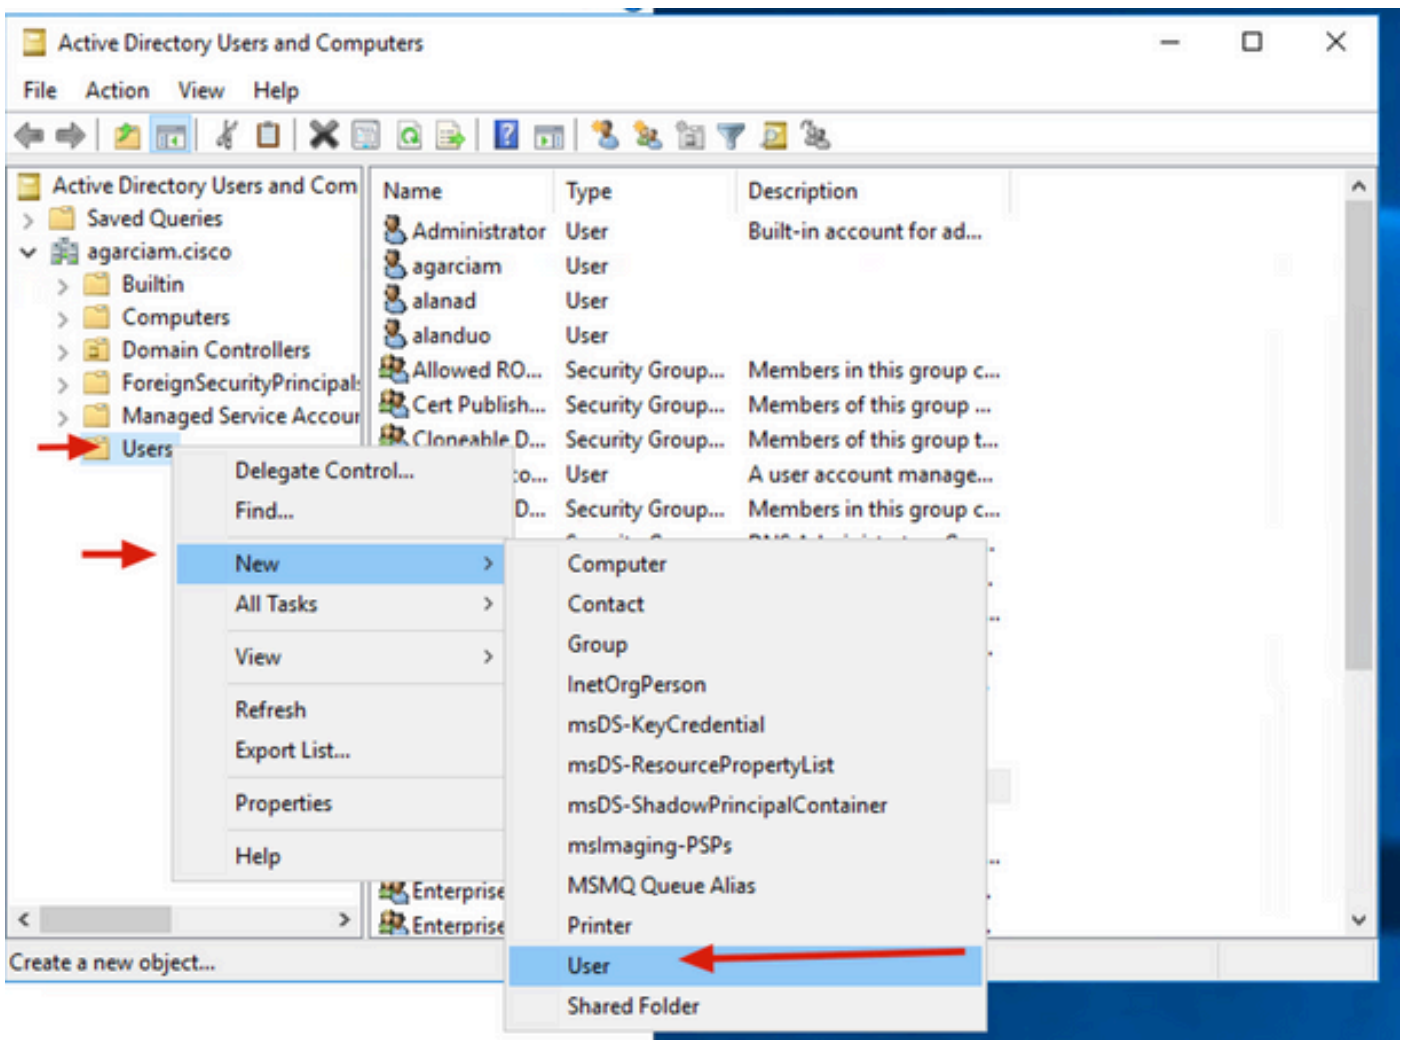 Active Directory Users and Computers
File Action View Help
Active Directory Users and Com
Saved Queries
agarciam.cisco
Builtin
Computers
Domain Controllers
ForeignSecurityPrincipals
Managed Service Accour
Users
Name Type Description
Administrator User Built-in account for ad...
agarciam User
alanad User
alanduo User
Allowed RO... Security Group... Members in this group c...
Cert Publish... Security Group... Members of this group ...
Cloneable D... Security Group... Members of this group t...
co... User A user account manage...
D... Security Group... Members in this group c...
Enterprise
Enterprise
Delegate Control...
Find...
New
All Tasks
View
Refresh
Export List...
Properties
Help
Computer
Contact
Group
InetOrgPerson
msDS-KeyCredential
msDS-ResourcePropertyList
msDS-ShadowPrincipalContainer
msImaging-PSPs
MSMQ Queue Alias
Printer
User
Shared Folder
Create a new object...